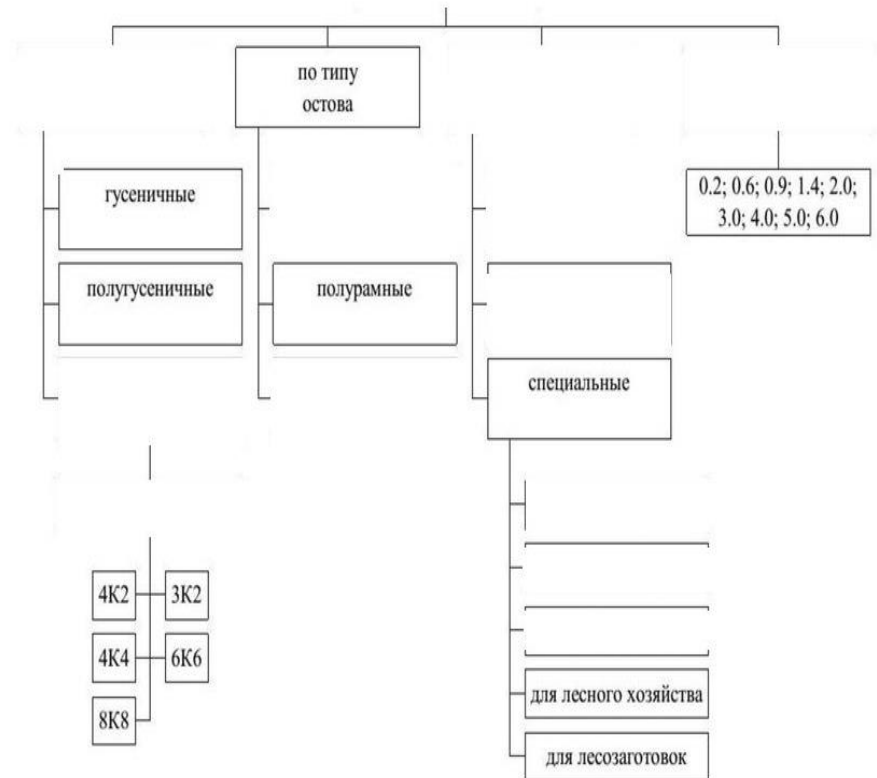 по типу
остова
гусеничные
0.2; 0.6; 0.9; 1.4; 2.0;
3.0; 4.0; 5.0; 6.0
полугусеничные
полурамные
специальные
4К2
3К2
4К4
6К6
8К8
для лесного хозяйства
для лесозаготовок